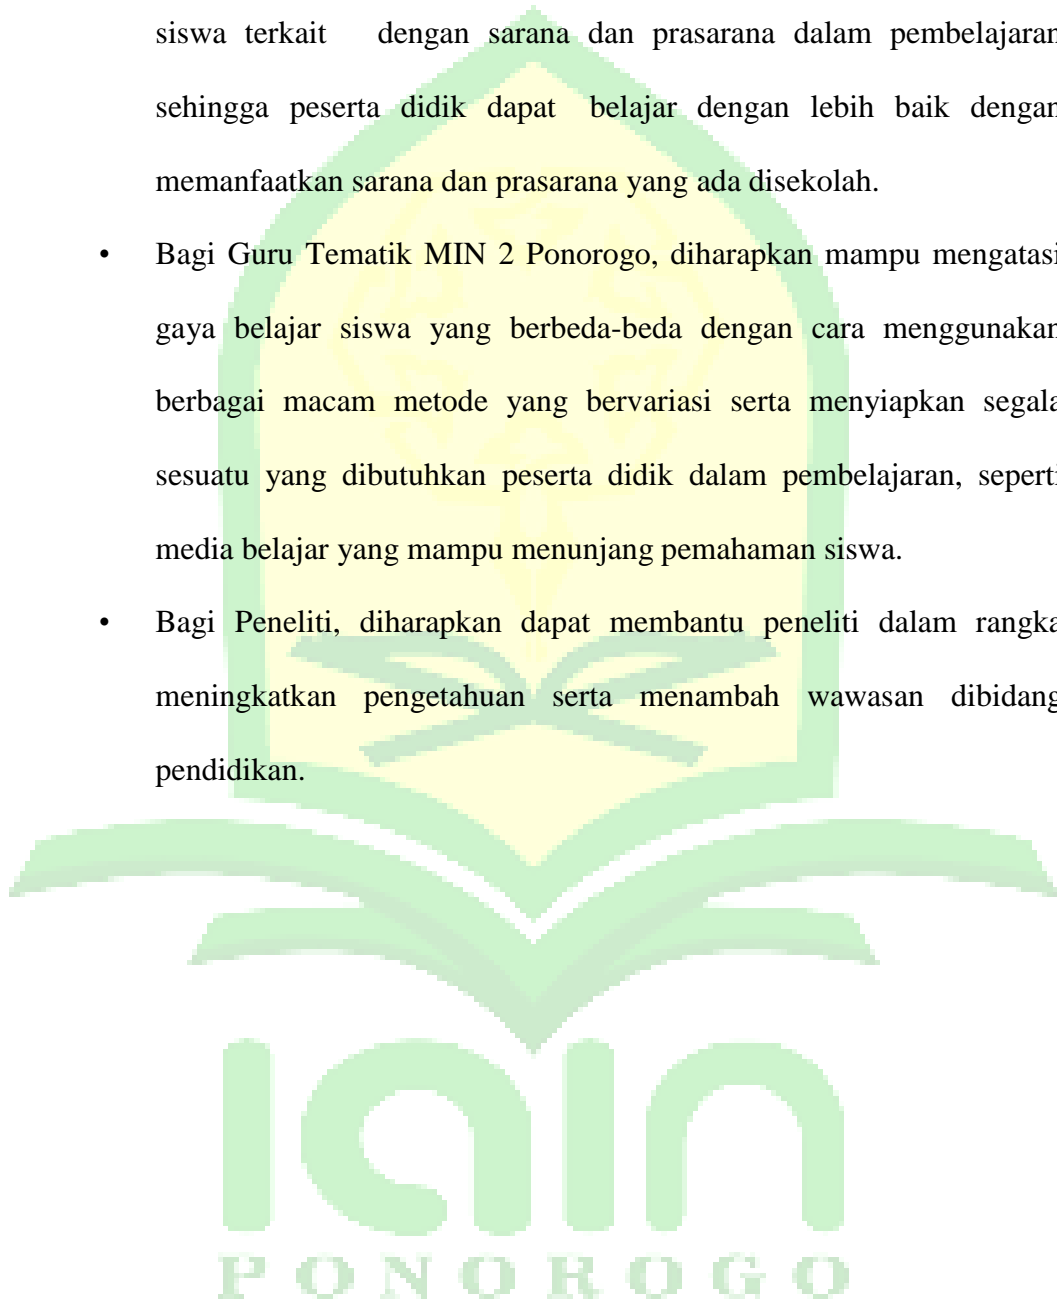 siswa terkait dengan sarana dan prasarana dalam pembelajaran
sehingga peserta didik dapat belajar dengan lebih baik dengan
memanfaatkan sarana dan prasarana yang ada disekolah.
• Bagi Guru Tematik MIN 2 Ponorogo, diharapkan mampu mengatasi
gaya belajar siswa yang berbeda-beda dengan cara menggunakan
berbagai macam metode yang bervariasi serta menyiapkan segala
sesuatu yang dibutuhkan peserta didik dalam pembelajaran, seperti
media belajar yang mampu menunjang pemahaman siswa.
• Bagi Peneliti, diharapkan dapat membantu peneliti dalam rangka
meningkatkan pengetahuan serta menambah wawasan dibidang
pendidikan.
IAIN
PONOROGO